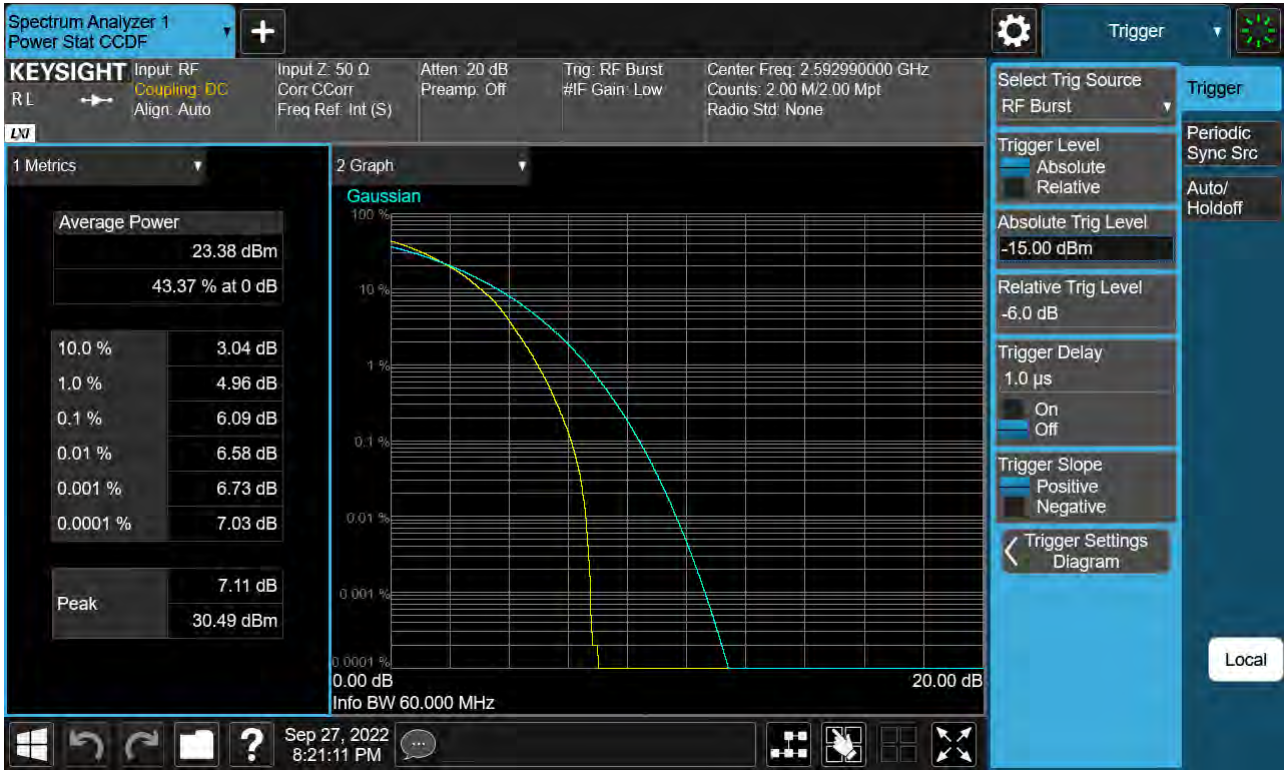 Spectrum Analyzer 1
Power Stat CCDF
+
Trigger
KEYSIGHT
RL
LXI
Input: RF
Coupling: DC
Align: Auto
Input Z: 50 Ω
Corr CCorr
Freq Ref: Int (S)
Atten: 20 dB
Preamp: Off
Trig: RF Burst
#IF Gain: Low
Center Freq: 2.592990000 GHz
Counts: 2.00 M/2.00 Mpt
Radio Std: None
1 Metrics
Average Power
23.38 dBm
43.37 % at 0 dB
10.0 % 3.04 dB
1.0 % 4.96 dB
0.1 % 6.09 dB
0.01 % 6.58 dB
0.001 % 6.73 dB
0.0001 % 7.03 dB
Peak
7.11 dB
30.49 dBm
2 Graph
Gaussian
100 %
10 %
1 %
0.1 %
0.01 %
0.001 %
0.0001 %
0.00 dB 20.00 dB
Info BW 60.000 MHz
Select Trig Source
RF Burst
Trigger Level
Absolute
Relative
Absolute Trig Level
-15.00 dBm
Relative Trig Level
-6.0 dB
Trigger Delay
1.0 µs
On
Off
Trigger Slope
Positive
Negative
Trigger Settings
Diagram
Trigger
Periodic
Sync Src
Auto/
Holdoff
Local
?
Sep 27, 2022
8:21:11 PM